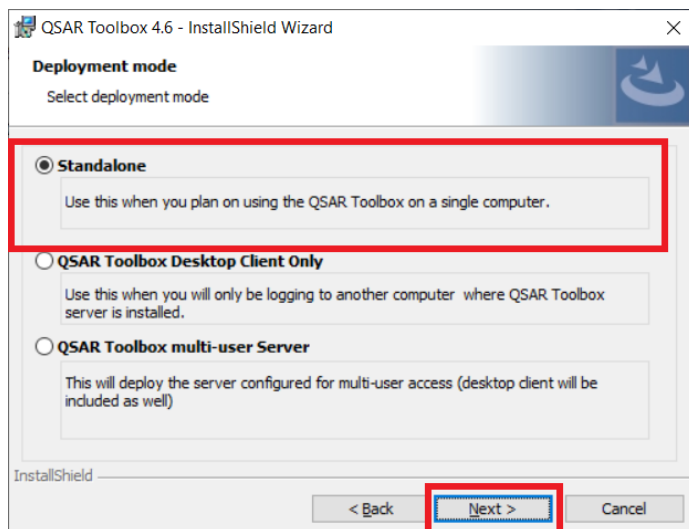 QSAR Toolbox 4.6 - InstallShield Wizard
Deployment mode
Select deployment mode
Standalone
Use this when you plan on using the QSAR Toolbox on a single computer.
QSAR Toolbox Desktop Client Only
Use this when you will only be logging to another computer where QSAR Toolbox
server is installed.
QSAR Toolbox multi-user Server
This will deploy the server configured for multi-user access (desktop client will be
included as well)
InstallShield
< Back
Next >
Cancel